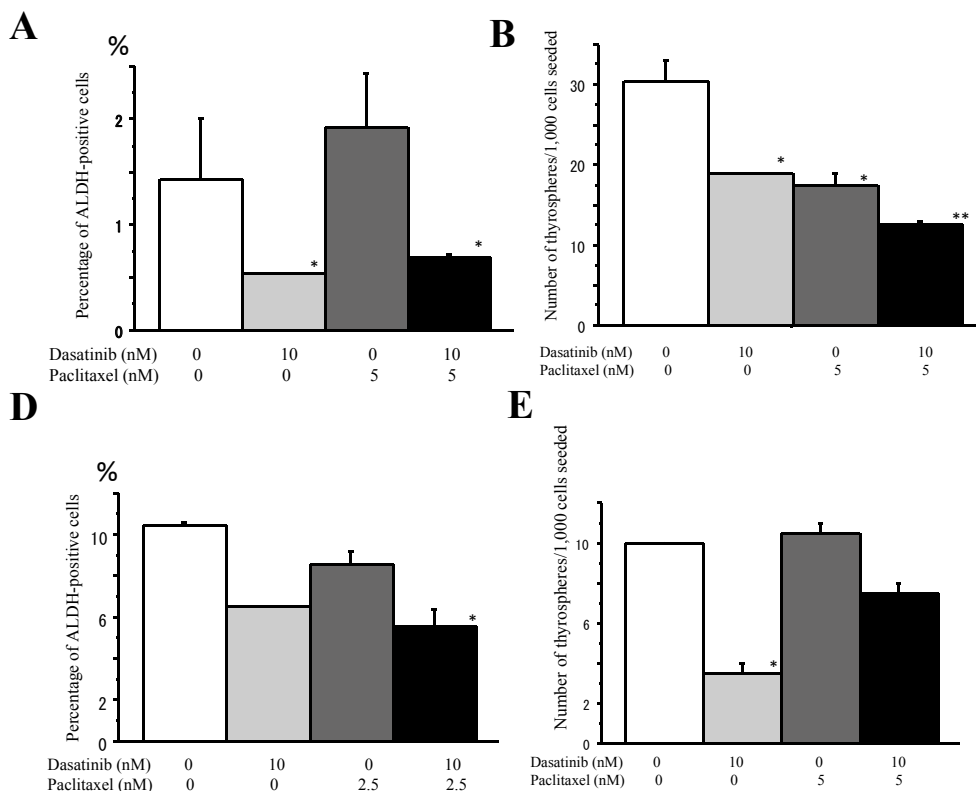 A
%
Percentage of ALDH-positive cells
2
1
0
*
*
Dasatinib (nM) 0 10 0 10
Paclitaxel (nM) 0 0 5 5
B
Number of thyrospheres/1,000 cells seeded
30
20
10
0
*
*
**
0 10 0 10
0 0 5 5
D
%
Percentage of ALDH-positive cells
10
6
2
0
*
Dasatinib (nM) 0 10 0 10
Paclitaxel (nM) 0 0 2.5 2.5
E
Number of thyrospheres/1,000 cells seeded
10
6
2
0
*
Dasatinib (nM) 0 10 0 10
Paclitaxel (nM) 0 0 5 5